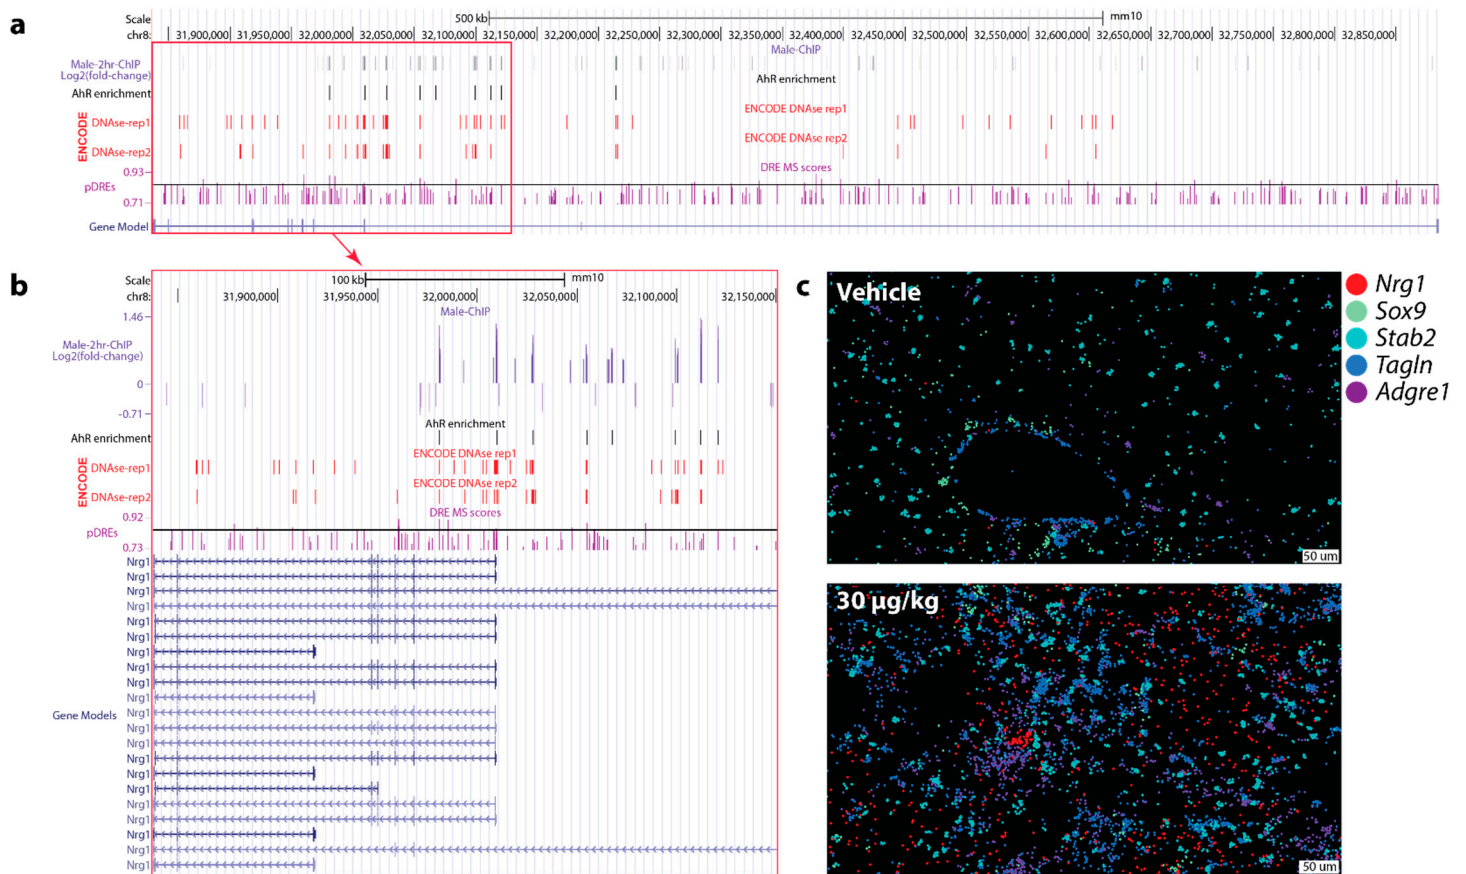 a
Scale 500 kb mm10
chr8: 31,900,000 31,950,000 32,000,000 32,050,000 32,100,000 32,150,000 32,200,000 32,250,000 32,300,000 32,350,000 32,400,000 32,450,000 32,500,000 32,550,000 32,600,000 32,650,000 32,700,000 32,750,000 32,800,000 32,850,000
Male-ChIP
Male-2hr-ChIP
Log2(fold-change)
AhR enrichment
AhR enrichment
ENCODE
ENCODE DNAse rep1
DNAse-rep1
ENCODE DNAse rep2
DNAse-rep2
DRE MS scores
0.93
pDREs
0.71
Gene Model
b
Scale 100 kb mm10
chr8: 31,900,000 31,950,000 32,000,000 32,050,000 32,100,000 32,150,000
1.46
Male-ChIP
Male-2hr-ChIP
Log2(fold-change)
0
-0.71
AhR enrichment
AhR enrichment
ENCODE
ENCODE DNAse rep1
DNAse-rep1
ENCODE DNAse rep2
DNAse-rep2
DRE MS scores
0.92
pDREs
0.73
Nrg1
Nrg1
Nrg1
Nrg1
Nrg1
Nrg1
Nrg1
Nrg1
Nrg1
Nrg1
Nrg1
Gene Models
Nrg1
Nrg1
Nrg1
Nrg1
Nrg1
Nrg1
Nrg1
Nrg1
Nrg1
Nrg1
c
Vehicle
50 um
30 µg/kg
50 um
Nrg1
Sox9
Stab2
Tagln
Adgre1